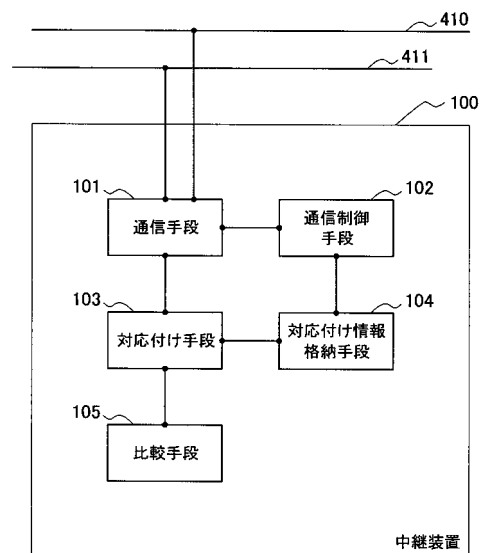 410
411
100
101
102
通信手段
通信制御
手段
103
104
対応付け手段
対応付け情報
格納手段
105
比較手段
中継装置